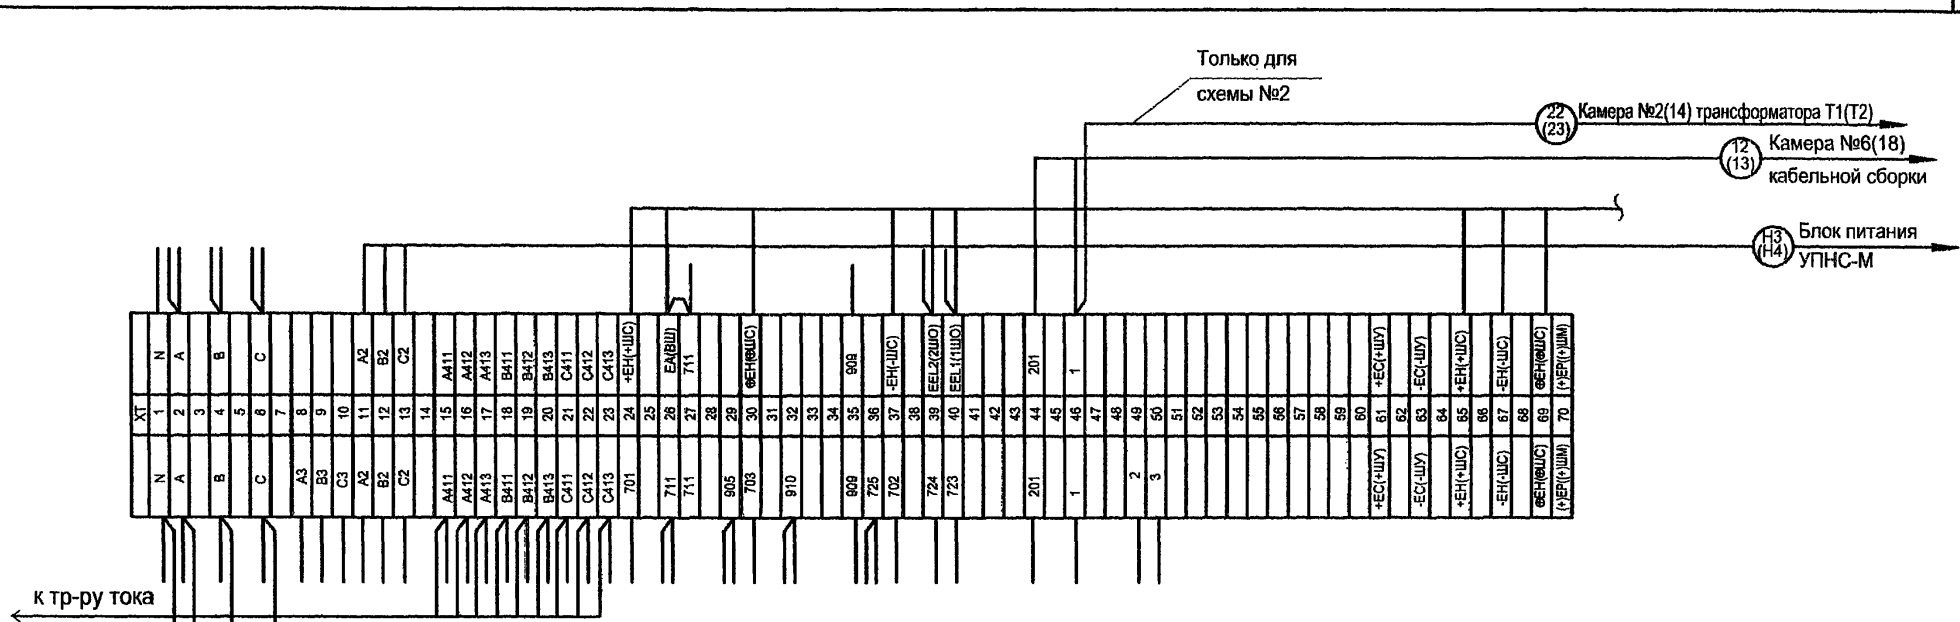 Только для
схемы №2
22
(23)
Камера №2(14) трансформатора Т1(Т2)
12
(13)
Камера №6(18)
кабельной сборки
Н3
(Н4)
Блок питания
УПНС-М
N A B C A2 B2 C2 A411 A412 A413 B411 B412 B413 C411 C412 C413 +ЕН(+ШС) ЕА(ВШ) 711 ⊕ЕН(⊕ШС) 909 -ЕН(-ШС) EEL2(2ШО) EEL1(1ШО) 201 1 +ЕС(+ШУ) -ЕС(-ШУ) +ЕН(+ШС) -ЕН(-ШС) ⊕ЕН(⊕ШС) (+)ЕР((+)ШМ)
ХТ 1 2 3 4 5 6 7 8 9 10 11 12 13 14 15 16 17 18 19 20 21 22 23 24 25 26 27 28 29 30 31 32 33 34 35 36 37 38 39 40 41 42 43 44 45 46 47 48 49 50 51 52 53 54 55 56 57 58 59 60 61 62 63 64 65 66 67 68 69 70
N A B C A3 B3 C3 A2 B2 C2 A411 A412 A413 B411 B412 B413 C411 C412 C413 701 711 711 905 703 910 909 725 702 724 723 201 1 2 3 +ЕС(+ШУ) -ЕС(-ШУ) +ЕН(+ШС) -ЕН(-ШС) ⊕ЕН(⊕ШС) (+)ЕР((+)ШМ)
к тр-ру тока